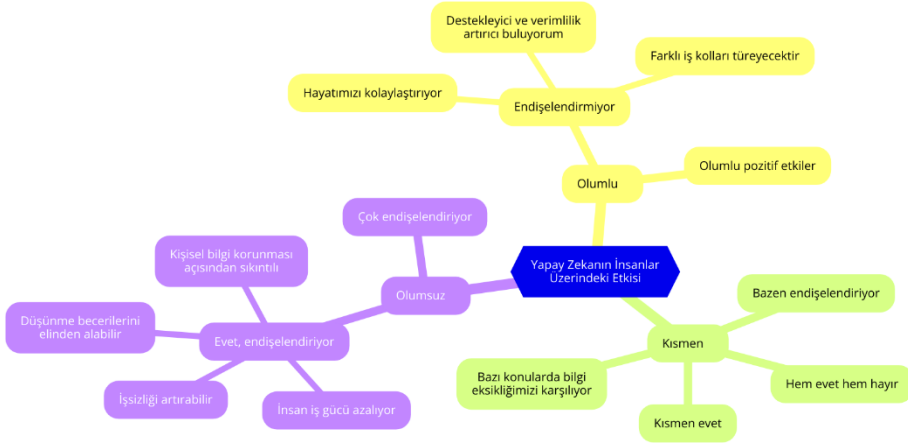 Destekleyici ve verimlilik
artırıcı buluyorum
Farklı iş kolları türeyecektir
Hayatımızı kolaylaştırıyor
Endişelendirmiyor
Olumlu pozitif etkiler
Olumlu
Çok endişelendiriyor
Kişisel bilgi korunması
açısından sıkıntılı
Yapay Zekanın İnsanlar
Üzerindeki Etkisi
Olumsuz
Bazen endişelendiriyor
Düşünme becerilerini
elinden alabilir
Evet, endişelendiriyor
Kısmen
Bazı konularda bilgi
eksikliğimizi karşılıyor
Hem evet hem hayır
İşsizliği artırabilir
İnsan iş gücü azalıyor
Kısmen evet